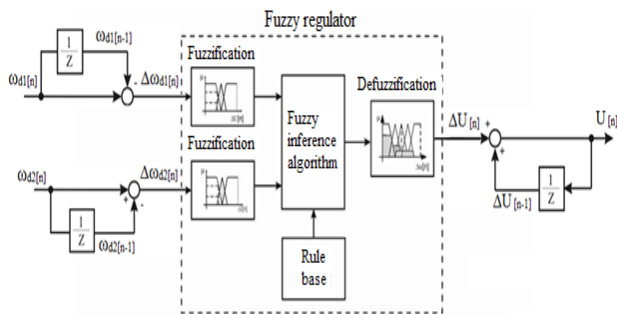 Fuzzy regulator
1
Z
ωd1[n-1]
ωd1[n]
-
Δωd1[n]
Fuzzification
Fuzzy
inference
algorithm
Defuzzification
ΔU[n]
+
U[n]
+
1
Z
ΔU[n-1]
Fuzzification
ωd2[n]
+
-
Δωd2[n]
1
Z
ωd2[n-1]
Rule
base